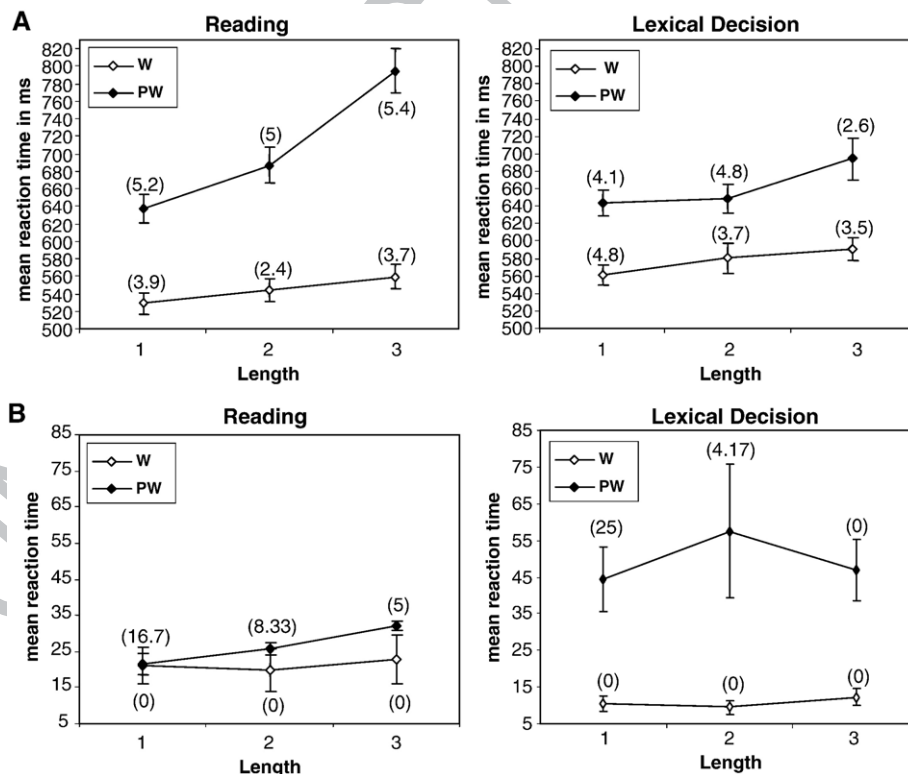 A
Reading
mean reaction time in ms
820
800
780
760
740
720
700
680
660
640
620
600
580
560
540
520
500
W
PW
(5.2)
(5)
(5.4)
(3.9)
(2.4)
(3.7)
1 2 3
Length
Lexical Decision
mean reaction time in ms
820
800
780
760
740
720
700
680
660
640
620
600
580
560
540
520
500
W
PW
(4.1)
(4.8)
(2.6)
(4.8)
(3.7)
(3.5)
1 2 3
Length
B
Reading
mean reaction time
85
75
65
55
45
35
25
15
5
W
PW
(16.7)
(8.33)
(5)
(0)
(0)
(0)
1 2 3
Length
Lexical Decision
mean reaction time
85
75
65
55
45
35
25
15
5
W
PW
(25)
(4.17)
(0)
(0)
(0)
(0)
1 2 3
Length